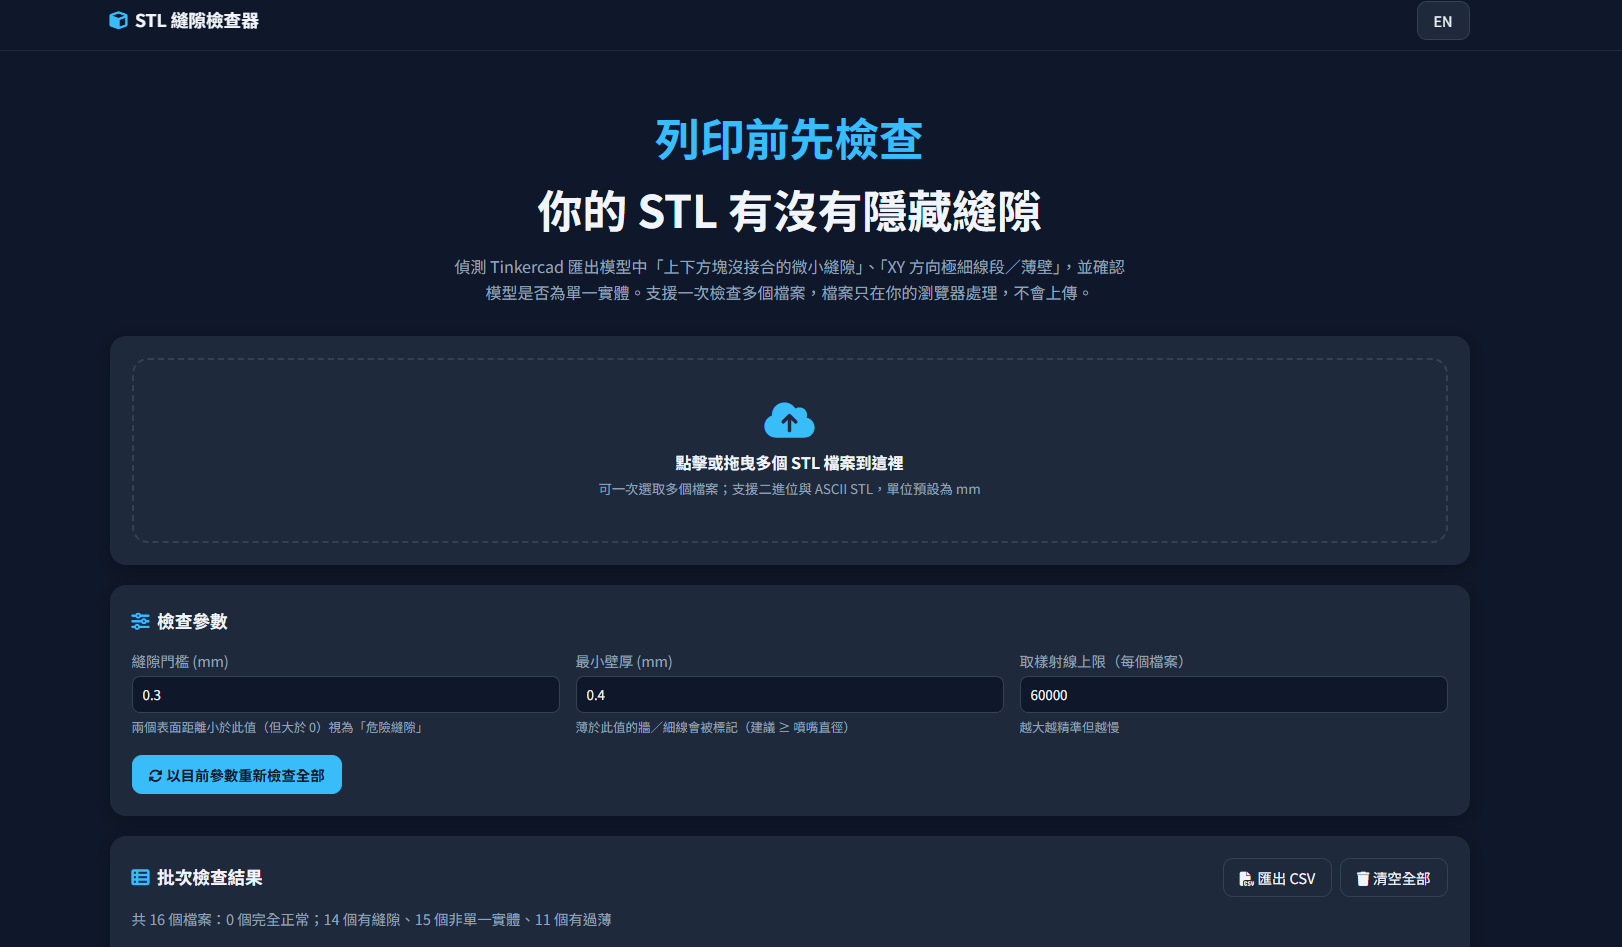 STL 縫隙檢查器
EN
列印前先檢查
你的 STL 有沒有隱藏縫隙
偵測 Tinkercad 匯出模型中「上下方塊沒接合的微小縫隙」、「XY 方向極細線段／薄壁」，並確認
模型是否為單一實體。支援一次檢查多個檔案，檔案只在你的瀏覽器處理，不會上傳。
點擊或拖曳多個 STL 檔案到這裡
可一次選取多個檔案；支援二進位與 ASCII STL，單位預設為 mm
檢查參數
縫隙門檻 (mm)
最小壁厚 (mm)
取樣射線上限（每個檔案）
0.3
0.4
60000
兩個表面距離小於此值（但大於 0）視為「危險縫隙」
薄於此值的牆／細線會被標記（建議 ≥ 噴嘴直徑）
越大越精準但越慢
以目前參數重新檢查全部
批次檢查結果
CSV
匯出 CSV
清空全部
共 16 個檔案：0 個完全正常；14 個有縫隙、15 個非單一實體、11 個有過薄